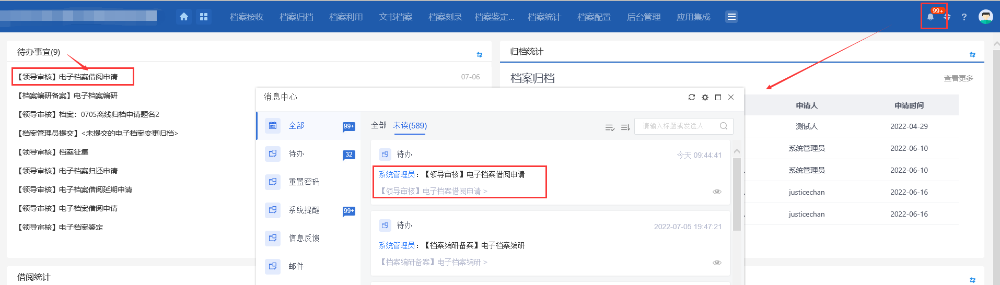 档案接收 档案归档 档案利用 文书档案 档案刻录 档案鉴定... 档案统计 档案配置 后台管理 应用集成
99+
?
待办事宜(9)
【领导审核】电子档案借阅申请 07-06
【档案编研备案】电子档案编研
【领导审核】档案：0705离线归档申请题名2
【档案管理员提交】<未提交的电子档案变更归档>
【领导审核】档案征集
【领导审核】电子档案归还申请
【领导审核】电子档案借阅延期申请
【领导审核】电子档案借阅申请
【领导审核】电子档案鉴定
借阅统计
归档统计
档案归档
查看更多
申请人 申请时间
测试人 2022-04-29
系统管理员 2022-06-10
系统管理员 2022-06-10
justicechan 2022-06-16
justicechan 2022-06-16
消息中心
全部 99+
待办 32
重置密码
系统提醒 99+
信息反馈
邮件
全部 未读(589)
请输入标题或发送人
待办 今天 09:44:41
系统管理员：【领导审核】电子档案借阅申请
【领导审核】电子档案借阅申请 >
待办 2022-07-05 19:47:21
系统管理员：【档案编研备案】电子档案编研
【档案编研备案】电子档案编研 >